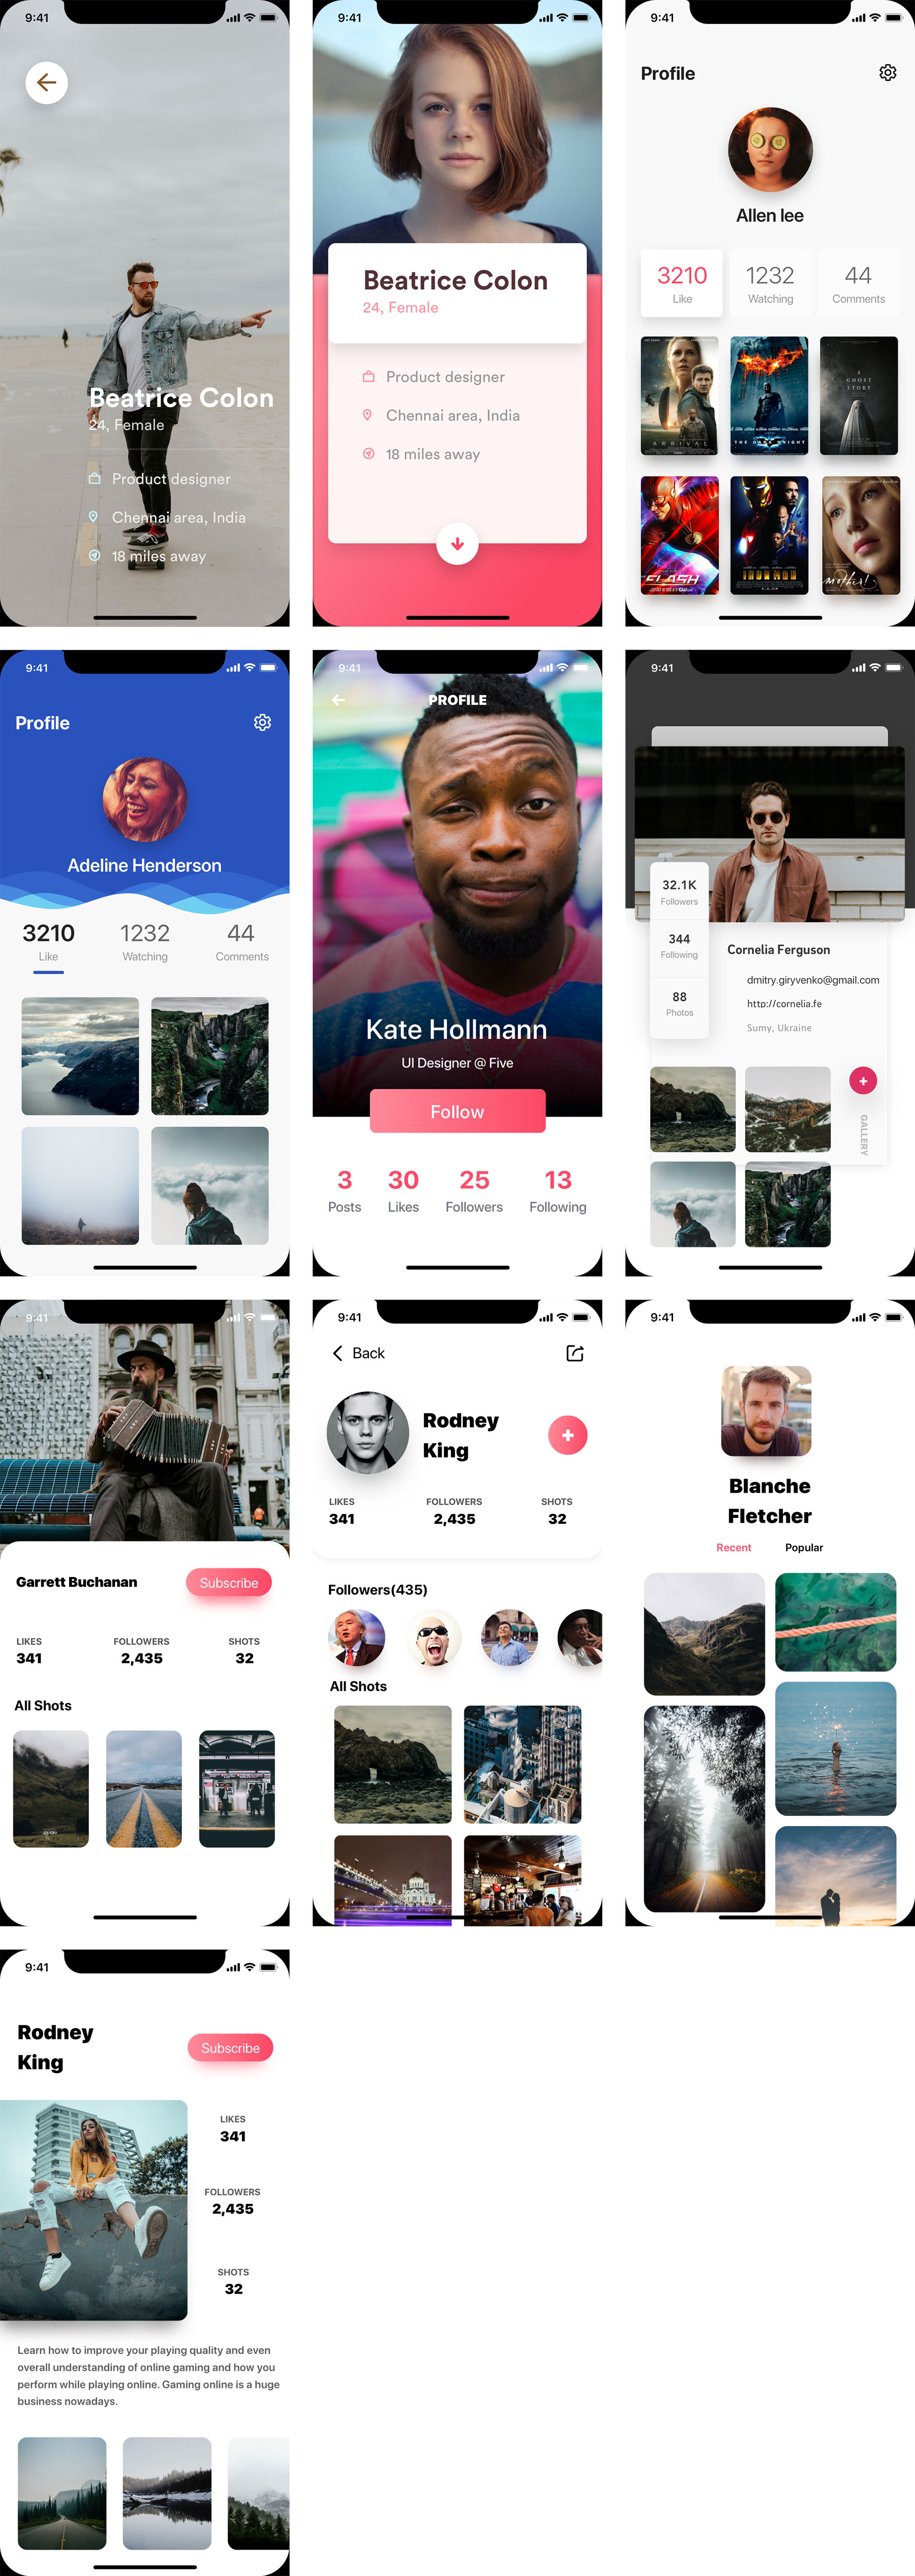 9:41
Beatrice Colon
24, Female
Product designer
Chennai area, India
18 miles away
9:41
Beatrice Colon
24, Female
Product designer
Chennai area, India
18 miles away
9:41
Profile
Allen lee
3210
Like
1232
Watching
44
Comments
ARRIVAL
A
GHOST
STORY
FLASH
IRON MAN
mother!
9:41
Profile
Adeline Henderson
3210
Like
1232
Watching
44
Comments
9:41
PROFILE
Kate Hollmann
UI Designer @ Five
Follow
3
Posts
30
Likes
25
Followers
13
Following
9:41
32.1K
Followers
344
Following
88
Photos
Cornelia Ferguson
dmitry.giryvenko@gmail.com
http://cornelia.fe
Sumy, Ukraine
GALLERY
9:41
Garrett Buchanan
Subscribe
LIKES
341
FOLLOWERS
2,435
SHOTS
32
All Shots
9:41
Back
Rodney
King
LIKES
341
FOLLOWERS
2,435
SHOTS
32
Followers(435)
All Shots
9:41
Blanche
Fletcher
Recent
Popular
9:41
Rodney
King
Subscribe
LIKES
341
FOLLOWERS
2,435
SHOTS
32
Learn how to improve your playing quality and even
overall understanding of online gaming and how you
perform while playing online. Gaming online is a huge
business nowadays.